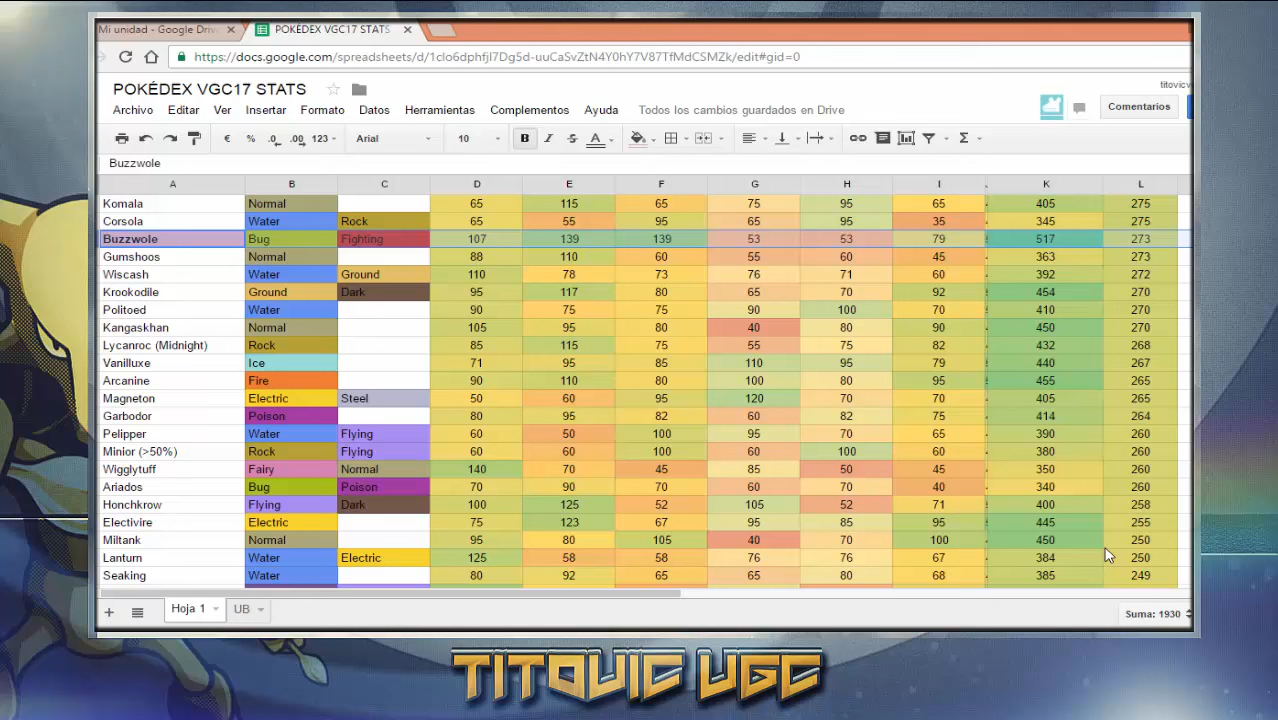 Mi unidad - Google Driv
POKÉDEX VGC17 STATS
https://docs.google.com/spreadsheets/d/1clo6dphfjl7Dg5d-uuCaSvZtN4Y0hY7V87TfMdCSMZk/edit#gid=0
POKÉDEX VGC17 STATS
titovicv
Archivo Editar Ver Insertar Formato Datos Herramientas Complementos Ayuda Todos los cambios guardados en Drive
Comentarios
€ % .0 .00 123 Arial 10 B I S A Σ
Buzzwole
A B C D E F G H I K L
Komala Normal 65 115 65 75 95 65 405 275
Corsola Water Rock 65 55 95 65 95 35 345 275
Buzzwole Bug Fighting 107 139 139 53 53 79 517 273
Gumshoos Normal 88 110 60 55 60 45 363 273
Wiscash Water Ground 110 78 73 76 71 60 392 272
Krookodile Ground Dark 95 117 80 65 70 92 454 270
Politoed Water 90 75 75 90 100 70 410 270
Kangaskhan Normal 105 95 80 40 80 90 450 270
Lycanroc (Midnight) Rock 85 115 75 55 75 82 432 268
Vanilluxe Ice 71 95 85 110 95 79 440 267
Arcanine Fire 90 110 80 100 80 95 455 265
Magneton Electric Steel 50 60 95 120 70 70 405 265
Garbodor Poison 80 95 82 60 82 75 414 264
Pelipper Water Flying 60 50 100 95 70 65 390 260
Minior (>50%) Rock Flying 60 60 100 60 100 60 380 260
Wigglytuff Fairy Normal 140 70 45 85 50 45 350 260
Ariados Bug Poison 70 90 70 60 70 40 340 260
Honchkrow Flying Dark 100 125 52 105 52 71 400 258
Electivire Electric 75 123 67 95 85 95 445 255
Miltank Normal 95 80 105 40 70 100 450 250
Lanturn Water Electric 125 58 58 76 76 67 384 250
Seaking Water 80 92 65 65 80 68 385 249
Hoja 1 UB Suma: 1930
TITOVIC VGC